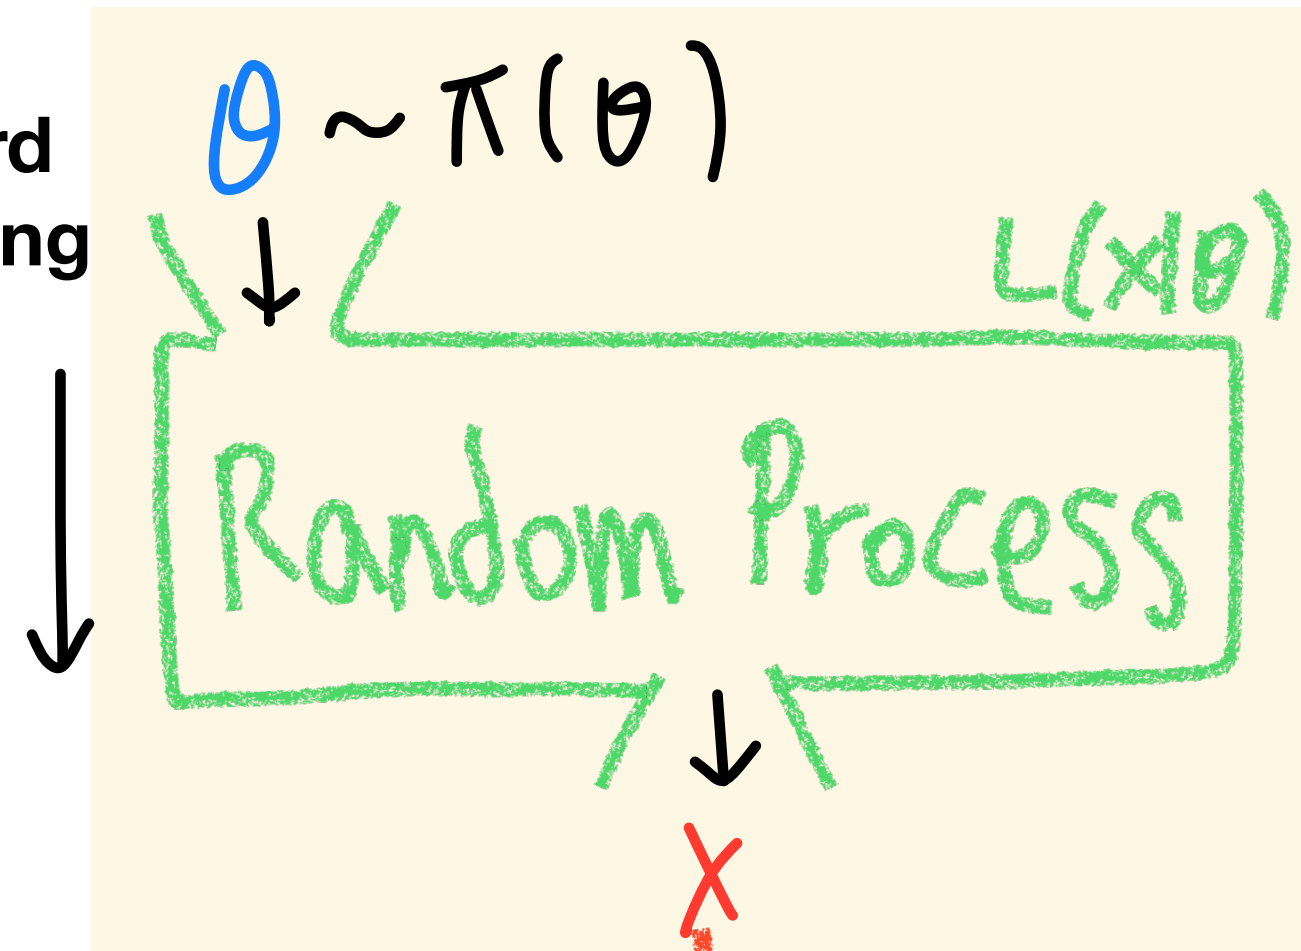 θ ~ π(θ)
rd
ng
L(x|θ)
Random Process
X